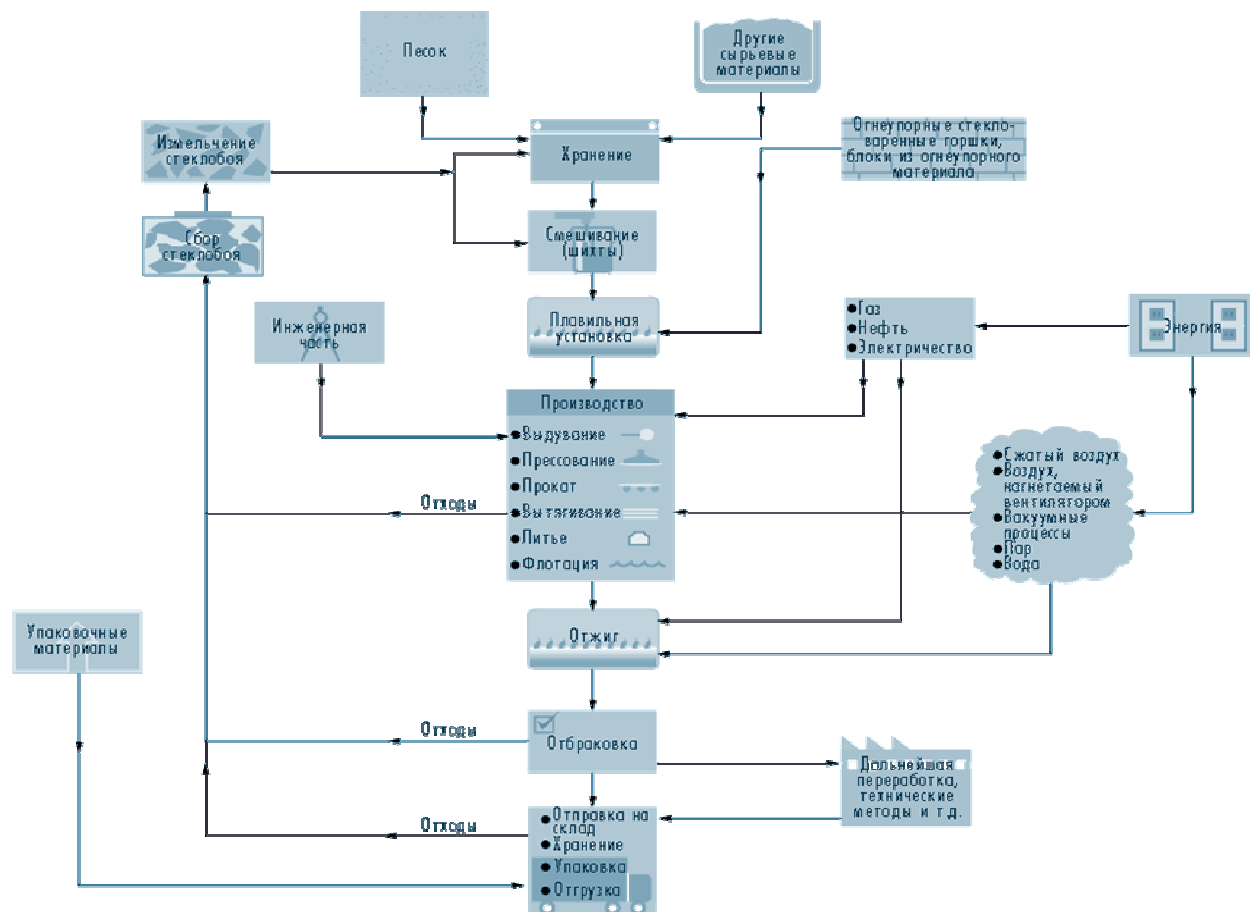 Песок
Другие
сырьевые
материалы
Измельчение
стеклобоя
Хранение
Огнеупорные стекло-
варенные горшки,
блоки из огнеупорного
материала
Сбор
стеклобоя
Смешивание
(шихты)
Инженерная
часть
Плавильная
установка
Газ
Нефть
Электричество
Энергия
Производство
Выдувание
Прессование
Прокат
Вытягивание
Литье
Флотация
Отходы
Сжатый воздух
Воздух,
нагнетаемый
вентилятором
Вакуумные
процессы
Пар
Вода
Упаковочные
материалы
Отжиг
Отходы
Отбраковка
Дальнейшая
переработка,
технические
методы и т.д.
Отходы
Отправка на
склад
Хранение
Упаковка
Отгрузка